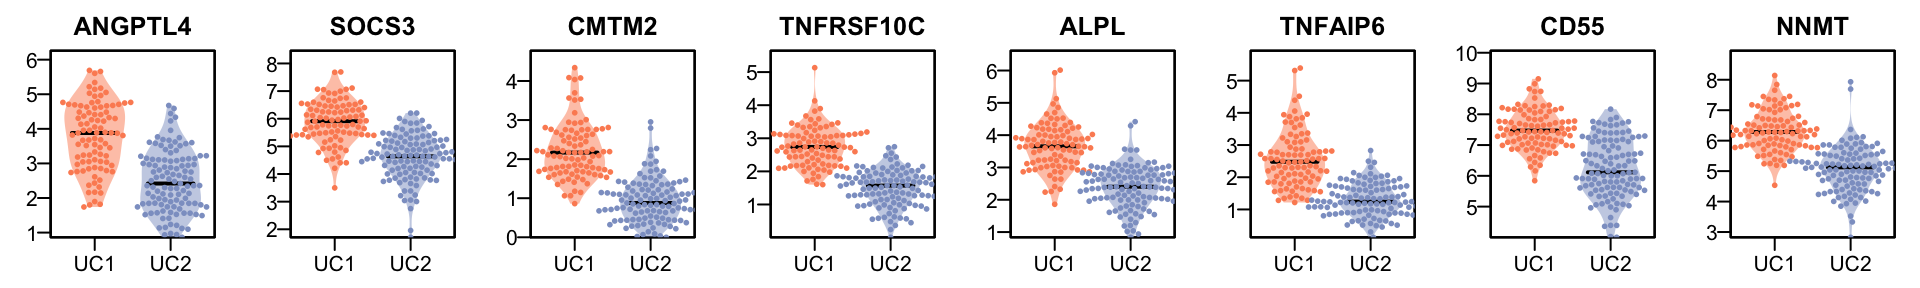 ANGPTL4 SOCS3 CMTM2 TNFRSF10C ALPL TNFAIP6 CD55 NNMT
6 5 4 3 2 1
8 7 6 5 4 3 2
4 3 2 1 0
5 4 3 2 1
6 5 4 3 2 1
5 4 3 2 1
10 9 8 7 6 5
8 7 6 5 4 3
UC1 UC2 UC1 UC2 UC1 UC2 UC1 UC2 UC1 UC2 UC1 UC2 UC1 UC2 UC1 UC2